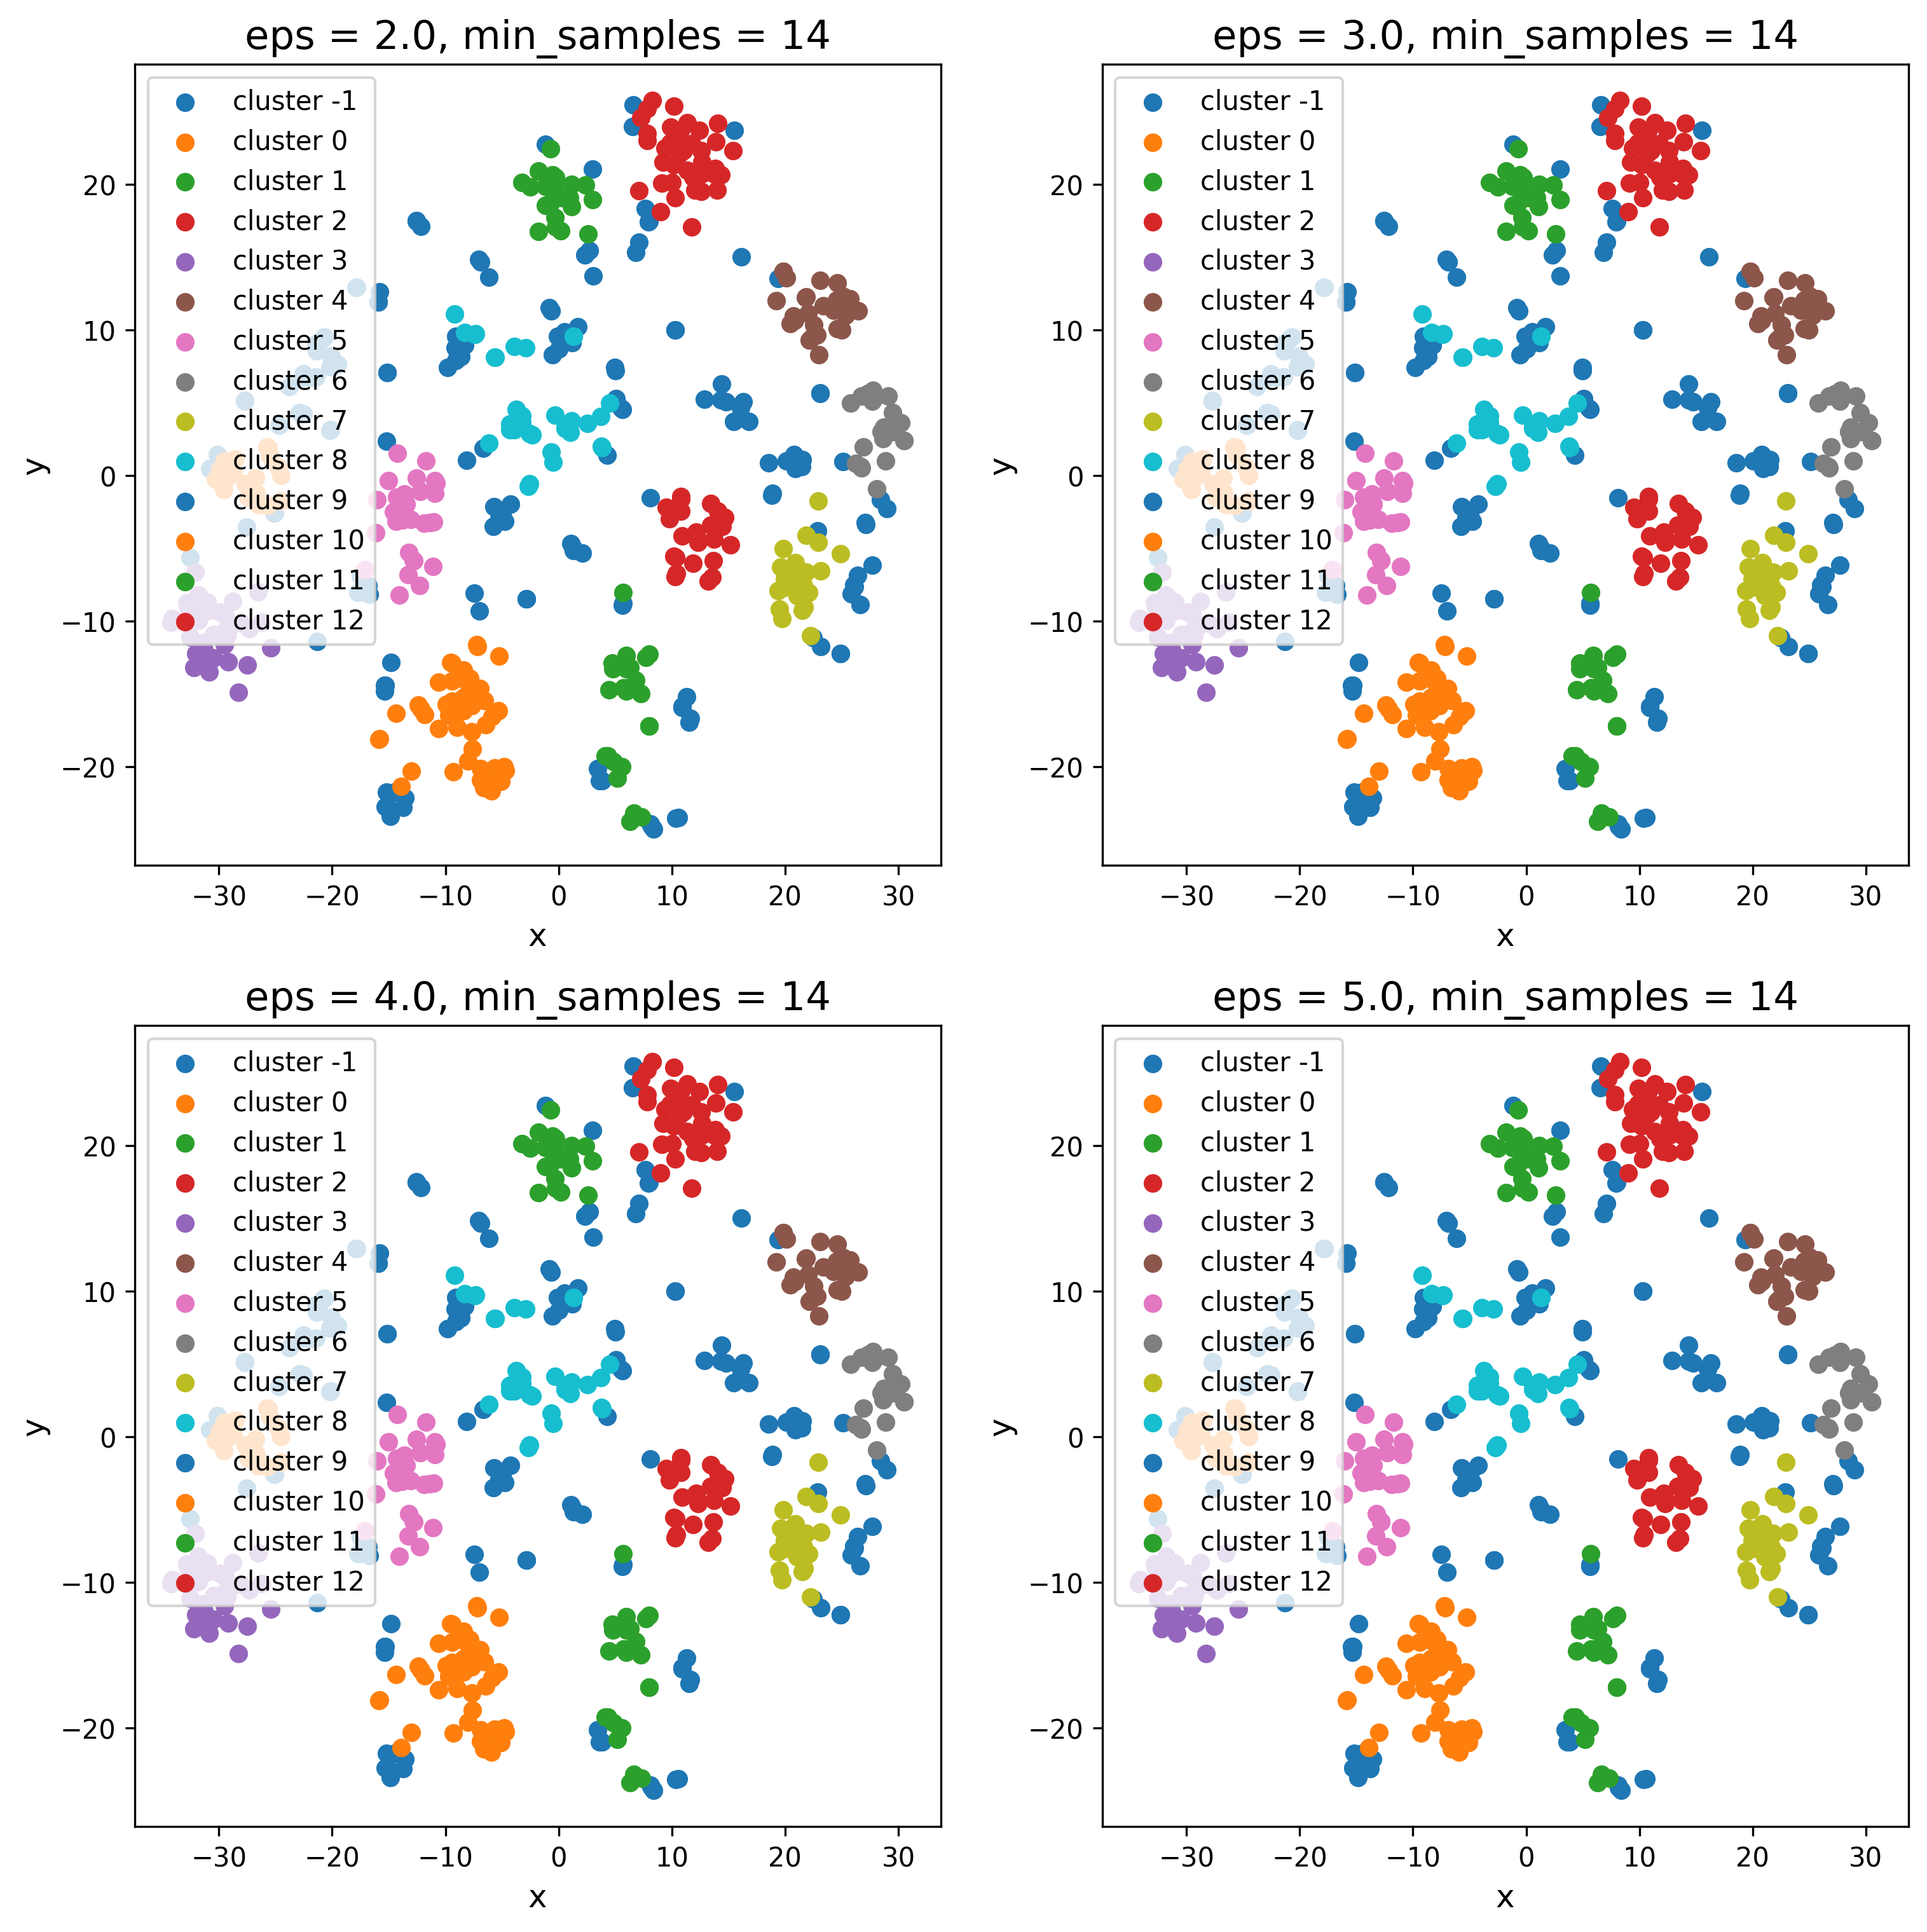 eps = 2.0, min_samples = 14
cluster -1
cluster 0
cluster 1
cluster 2
cluster 3
cluster 4
cluster 5
cluster 6
cluster 7
cluster 8
cluster 9
cluster 10
cluster 11
cluster 12
20
10
0
−10
−20
y
−30 −20 −10 0 10 20 30
x
eps = 3.0, min_samples = 14
cluster -1
cluster 0
cluster 1
cluster 2
cluster 3
cluster 4
cluster 5
cluster 6
cluster 7
cluster 8
cluster 9
cluster 10
cluster 11
cluster 12
20
10
0
−10
−20
y
−30 −20 −10 0 10 20 30
x
eps = 4.0, min_samples = 14
cluster -1
cluster 0
cluster 1
cluster 2
cluster 3
cluster 4
cluster 5
cluster 6
cluster 7
cluster 8
cluster 9
cluster 10
cluster 11
cluster 12
20
10
0
−10
−20
y
−30 −20 −10 0 10 20 30
x
eps = 5.0, min_samples = 14
cluster -1
cluster 0
cluster 1
cluster 2
cluster 3
cluster 4
cluster 5
cluster 6
cluster 7
cluster 8
cluster 9
cluster 10
cluster 11
cluster 12
20
10
0
−10
−20
y
−30 −20 −10 0 10 20 30
x